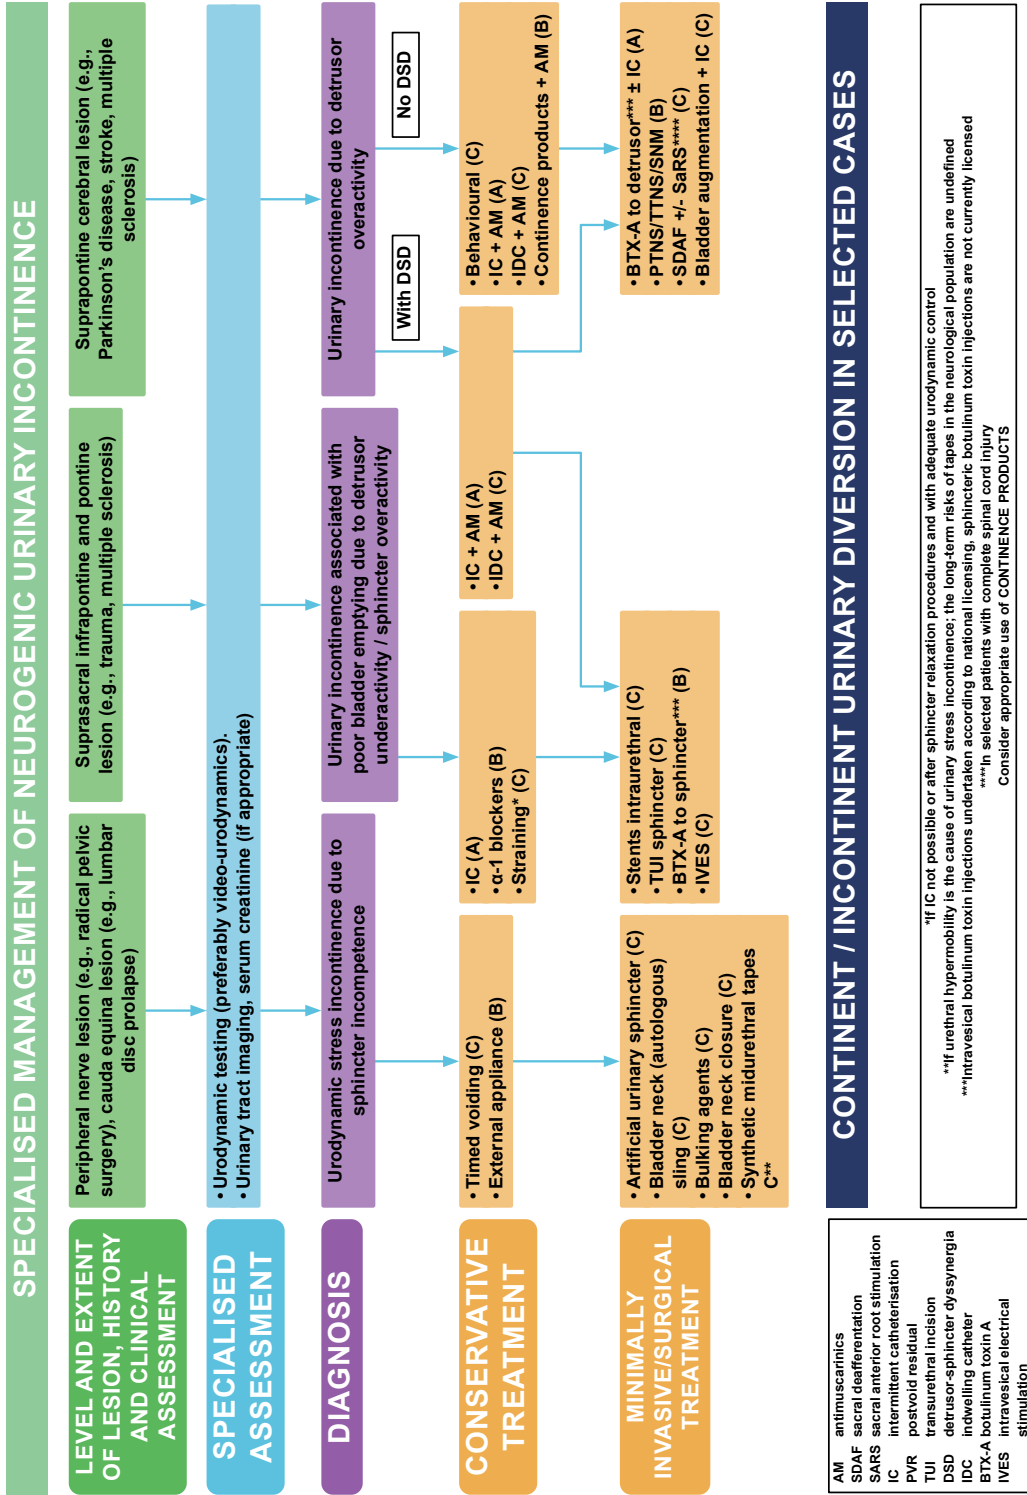 SPECIALISED MANAGEMENT OF NEUROGENIC URINARY INCONTINENCE
LEVEL AND EXTENT
OF LESION, HISTORY
AND CLINICAL
ASSESSMENT
Peripheral nerve lesion (e.g., radical pelvic
surgery), cauda equina lesion (e.g., lumbar
disc prolapse)
Suprasacral infrapontine and pontine
lesion (e.g., trauma, multiple sclerosis)
Suprapontine cerebral lesion (e.g.,
Parkinson's disease, stroke, multiple
sclerosis)
SPECIALISED
ASSESSMENT
• Urodynamic testing (preferably video-urodynamics).
• Urinary tract imaging, serum creatinine (if appropriate)
DIAGNOSIS
Urodynamic stress incontinence due to
sphincter incompetence
Urinary incontinence associated with
poor bladder emptying due to detrusor
underactivity / sphincter overactivity
Urinary incontinence due to detrusor
overactivity
With DSD
No DSD
CONSERVATIVE
TREATMENT
• Timed voiding (C)
• External appliance (B)
• IC (A)
• α-1 blockers (B)
• Straining* (C)
• IC + AM (A)
• IDC + AM (C)
• Behavioural (C)
• IC + AM (A)
• IDC + AM (C)
• Continence products + AM (B)
MINIMALLY
INVASIVE/SURGICAL
TREATMENT
• Artificial urinary sphincter (C)
• Bladder neck (autologous)
sling (C)
• Bulking agents (C)
• Bladder neck closure (C)
• Synthetic midurethral tapes
C**
• Stents intraurethral (C)
• TUI sphincter (C)
• BTX-A to sphincter*** (B)
• IVES (C)
• BTX-A to detrusor*** ± IC (A)
• PTNS/TTNS/SNM (B)
• SDAF +/- SaRS**** (C)
• Bladder augmentation + IC (C)
CONTINENT / INCONTINENT URINARY DIVERSION IN SELECTED CASES
AM antimuscarinics
SDAF sacral deafferentation
SARS sacral anterior root stimulation
IC intermittent catheterisation
PVR postvoid residual
TUI transurethral incision
DSD detrusor-sphincter dyssynergia
IDC indwelling catheter
BTX-A botulinum toxin A
IVES intravesical electrical
stimulation
*If IC not possible or after sphincter relaxation procedures and with adequate urodynamic control
**If urethral hypermobility is the cause of urinary stress incontinence; the long-term risks of tapes in the neurological population are undefined
***Intravesical botulinum toxin injections undertaken according to national licensing, sphincteric botulinum toxin injections are not currently licensed
****In selected patients with complete spinal cord injury
Consider appropriate use of CONTINENCE PRODUCTS